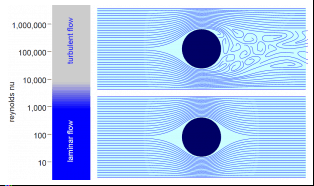 reynolds nu
1,000,000
100,000
10,000
1,000
100
10
turbulent flow
laminar flow